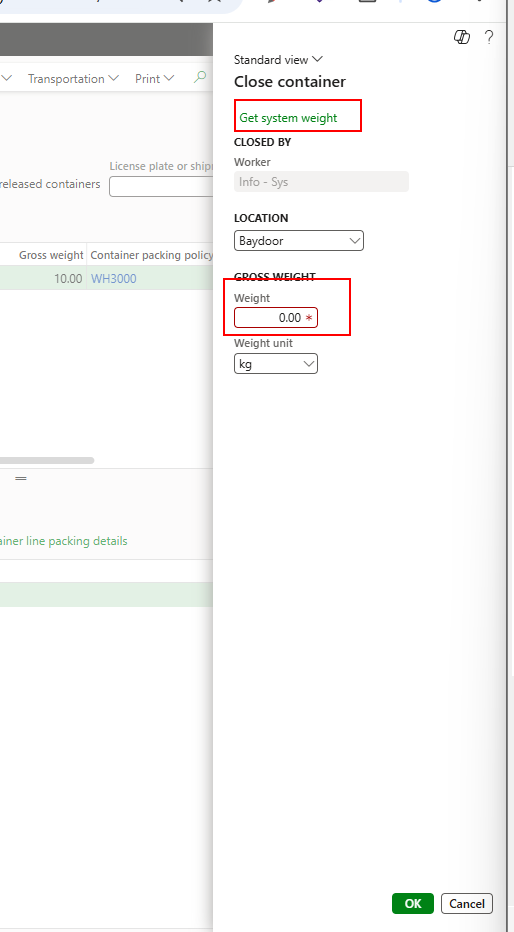 Transportation
Print
License plate or ship
released containers
Gross weight
Container packing policy
10.00
WH3000
ainer line packing details
Standard view
?
Close container
Get system weight
CLOSED BY
Worker
Info - Sys
LOCATION
Baydoor
GROSS WEIGHT
Weight
0.00 *
Weight unit
kg
OK
Cancel